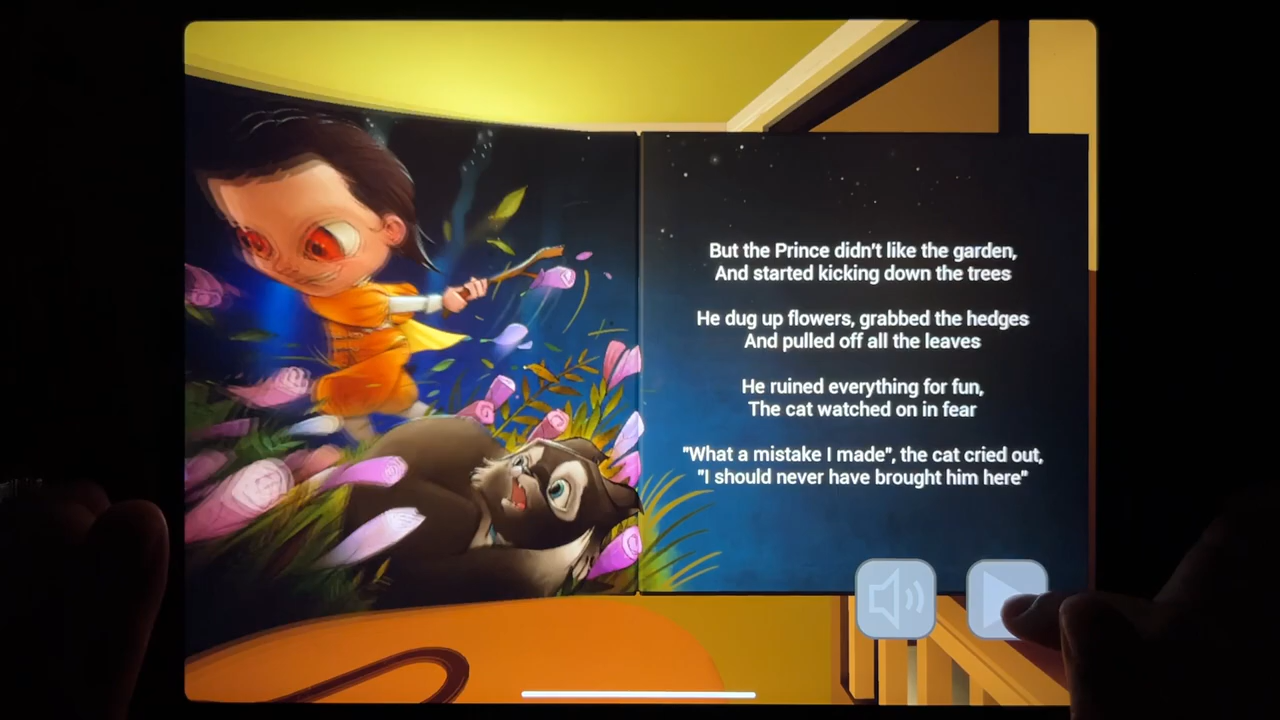 But the Prince didn't like the garden,
And started kicking down the trees
He dug up flowers, grabbed the hedges
And pulled off all the leaves
He ruined everything for fun,
The cat watched on in fear
"What a mistake I made", the cat cried out,
"I should never have brought him here"